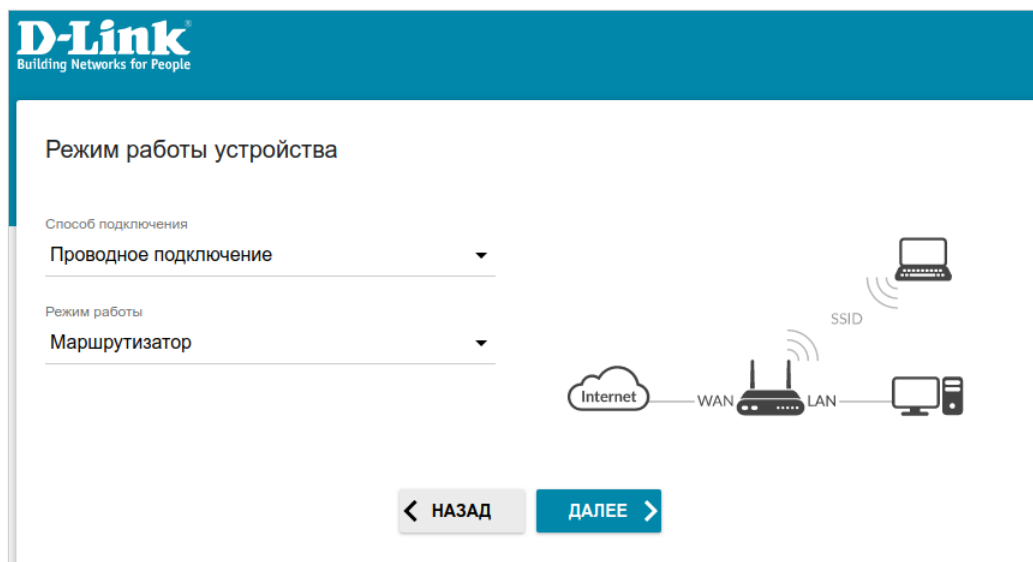 D-Link®
Building Networks for People
Режим работы устройства
Способ подключения
Проводное подключение
Режим работы
Маршрутизатор
SSID
Internet
WAN
LAN
НАЗАД
ДАЛЕЕ